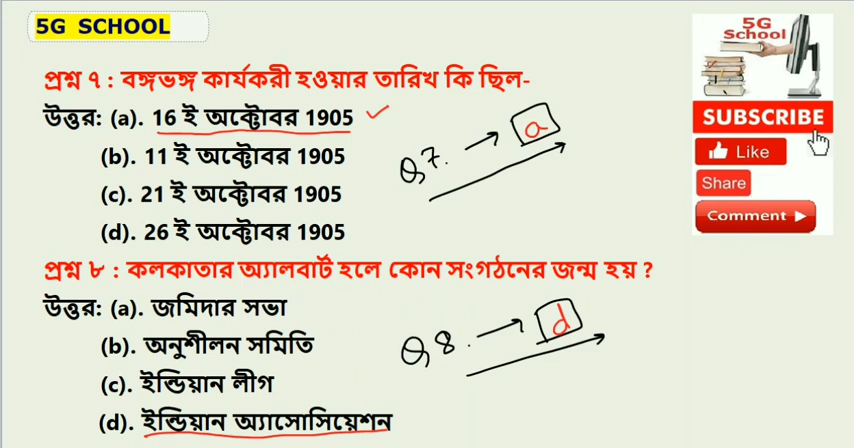 5G SCHOOL
5G
School
প্রশ্ন ৭ : বঙ্গভঙ্গ কার্যকরী হওয়ার তারিখ কি ছিল-
উত্তর: (a). 16 ই অক্টোবর 1905
(b). 11 ই অক্টোবর 1905
(c). 21 ই অক্টোবর 1905
(d). 26 ই অক্টোবর 1905
Q 7. → a
SUBSCRIBE
Like
Share
Comment
প্রশ্ন ৮ : কলকাতার অ্যালবার্ট হলে কোন সংগঠনের জন্ম হয় ?
উত্তর: (a). জমিদার সভা
(b). অনুশীলন সমিতি
(c). ইন্ডিয়ান লীগ
(d). ইন্ডিয়ান অ্যাসোসিয়েশন
Q 8. → d